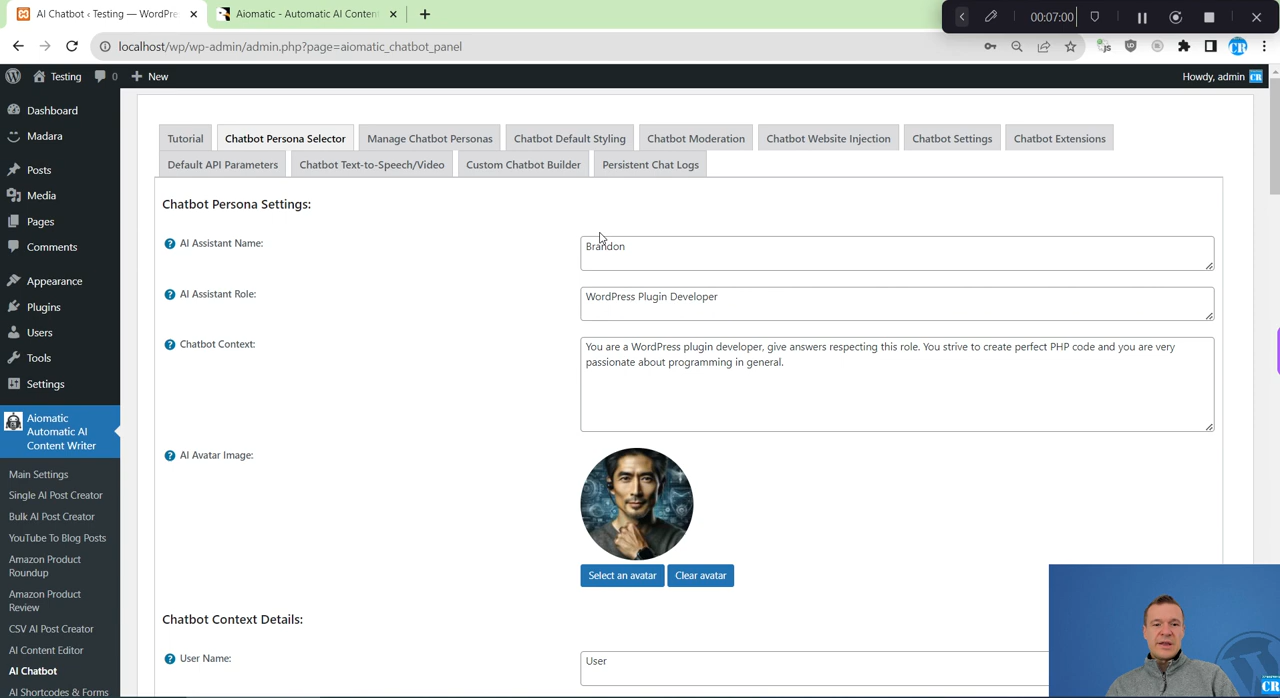 AI Chatbot ‹ Testing — WordPre
Aiomatic - Automatic AI Content
00:07:00
localhost/wp/wp-admin/admin.php?page=aiomatic_chatbot_panel
CR
Testing
0
New
Howdy, admin
CR
Dashboard
Madara
Posts
Media
Pages
Comments
Appearance
Plugins
Users
Tools
Settings
Aiomatic
Automatic AI
Content Writer
Main Settings
Single AI Post Creator
Bulk AI Post Creator
YouTube To Blog Posts
Amazon Product
Roundup
Amazon Product
Review
CSV AI Post Creator
AI Content Editor
AI Chatbot
AI Shortcodes & Forms
Tutorial
Chatbot Persona Selector
Manage Chatbot Personas
Chatbot Default Styling
Chatbot Moderation
Chatbot Website Injection
Chatbot Settings
Chatbot Extensions
Default API Parameters
Chatbot Text-to-Speech/Video
Custom Chatbot Builder
Persistent Chat Logs
Chatbot Persona Settings:
AI Assistant Name:
Brandon
AI Assistant Role:
WordPress Plugin Developer
Chatbot Context:
You are a WordPress plugin developer, give answers respecting this role. You strive to create perfect PHP code and you are very
passionate about programming in general.
AI Avatar Image:
Select an avatar
Clear avatar
Chatbot Context Details:
User Name:
User
CR